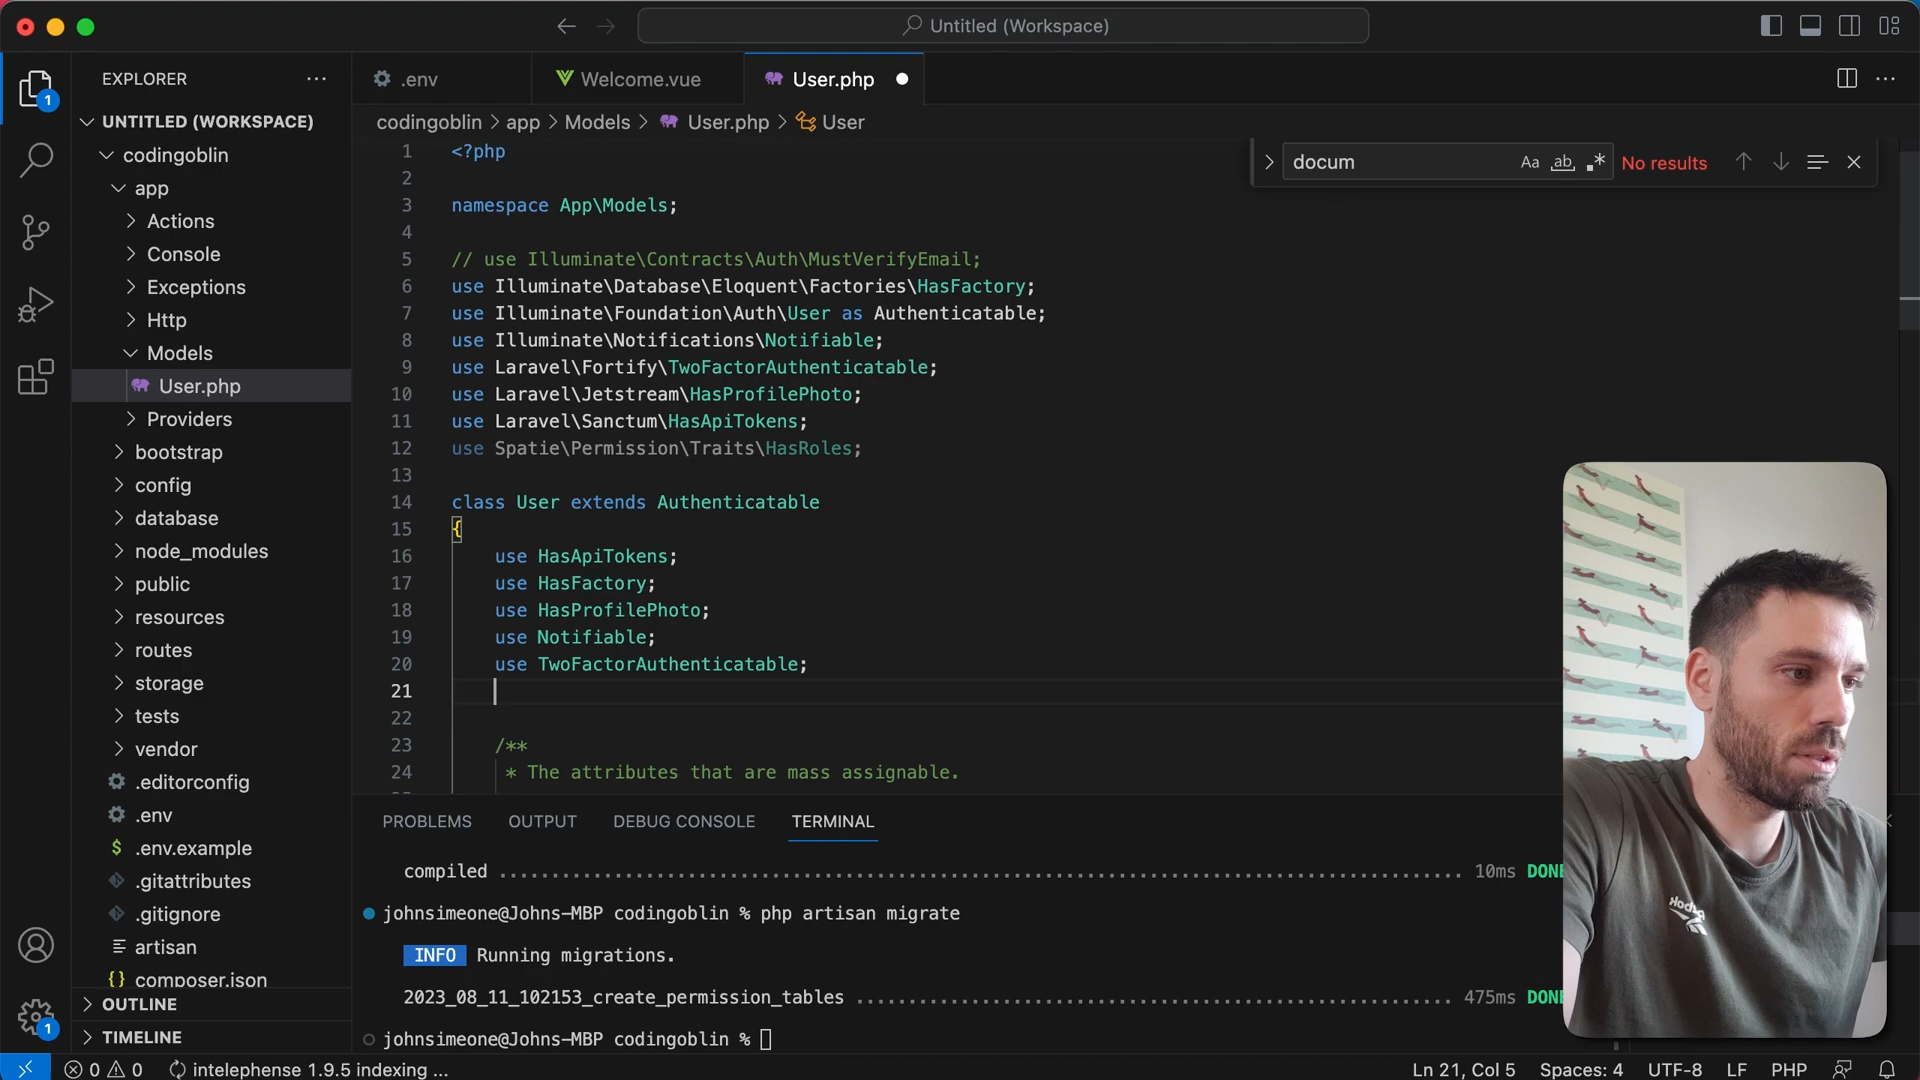 Untitled (Workspace)
EXPLORER
.env
Welcome.vue
User.php
1
UNTITLED (WORKSPACE)
codingoblin > app > Models > User.php > User
codingoblin
app
Actions
Console
Exceptions
Http
Models
User.php
Providers
bootstrap
config
database
node_modules
public
resources
routes
storage
tests
vendor
.editorconfig
.env
.env.example
.gitattributes
.gitignore
artisan
composer.json
OUTLINE
TIMELINE
1
docum
Aa ab No results
1 <?php
2
3 namespace App\Models;
4
5 // use Illuminate\Contracts\Auth\MustVerifyEmail;
6 use Illuminate\Database\Eloquent\Factories\HasFactory;
7 use Illuminate\Foundation\Auth\User as Authenticatable;
8 use Illuminate\Notifications\Notifiable;
9 use Laravel\Fortify\TwoFactorAuthenticatable;
10 use Laravel\Jetstream\HasProfilePhoto;
11 use Laravel\Sanctum\HasApiTokens;
12 use Spatie\Permission\Traits\HasRoles;
13
14 class User extends Authenticatable
15 {
16 use HasApiTokens;
17 use HasFactory;
18 use HasProfilePhoto;
19 use Notifiable;
20 use TwoFactorAuthenticatable;
21
22
23 /**
24 * The attributes that are mass assignable.
PROBLEMS OUTPUT DEBUG CONSOLE TERMINAL
compiled ........................................................................................ 10ms DONE
johnsimeone@Johns-MBP codingoblin % php artisan migrate
INFO Running migrations.
2023_08_11_102153_create_permission_tables ....................................................... 475ms DONE
johnsimeone@Johns-MBP codingoblin %
0 0 intelephense 1.9.5 indexing ...
Ln 21, Col 5 Spaces: 4 UTF-8 LF PHP